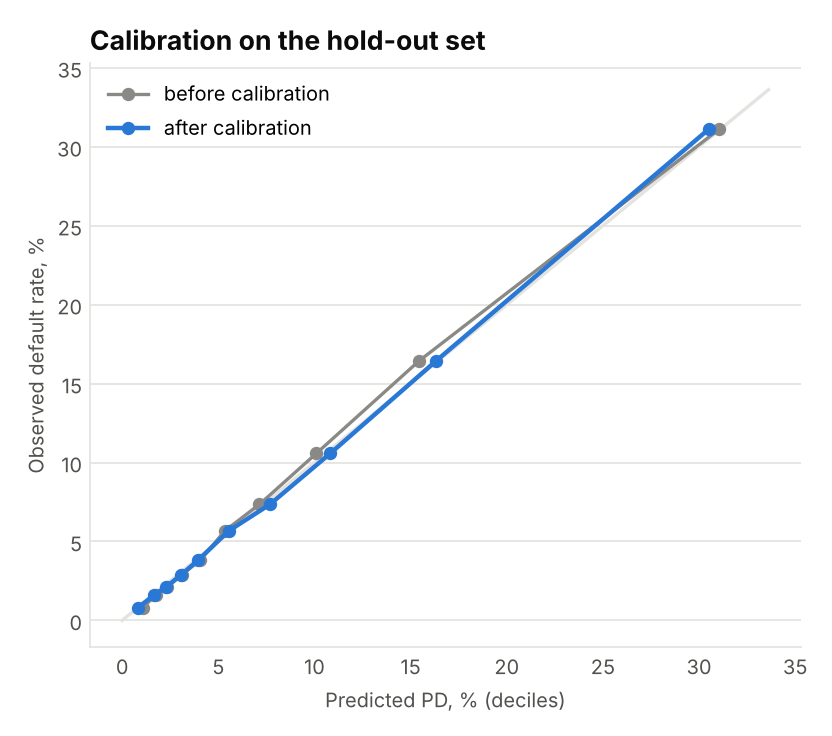 Calibration on the hold-out set
35
before calibration
after calibration
30
25
20
15
10
5
0
Observed default rate, %
0 5 10 15 20 25 30 35
Predicted PD, % (deciles)